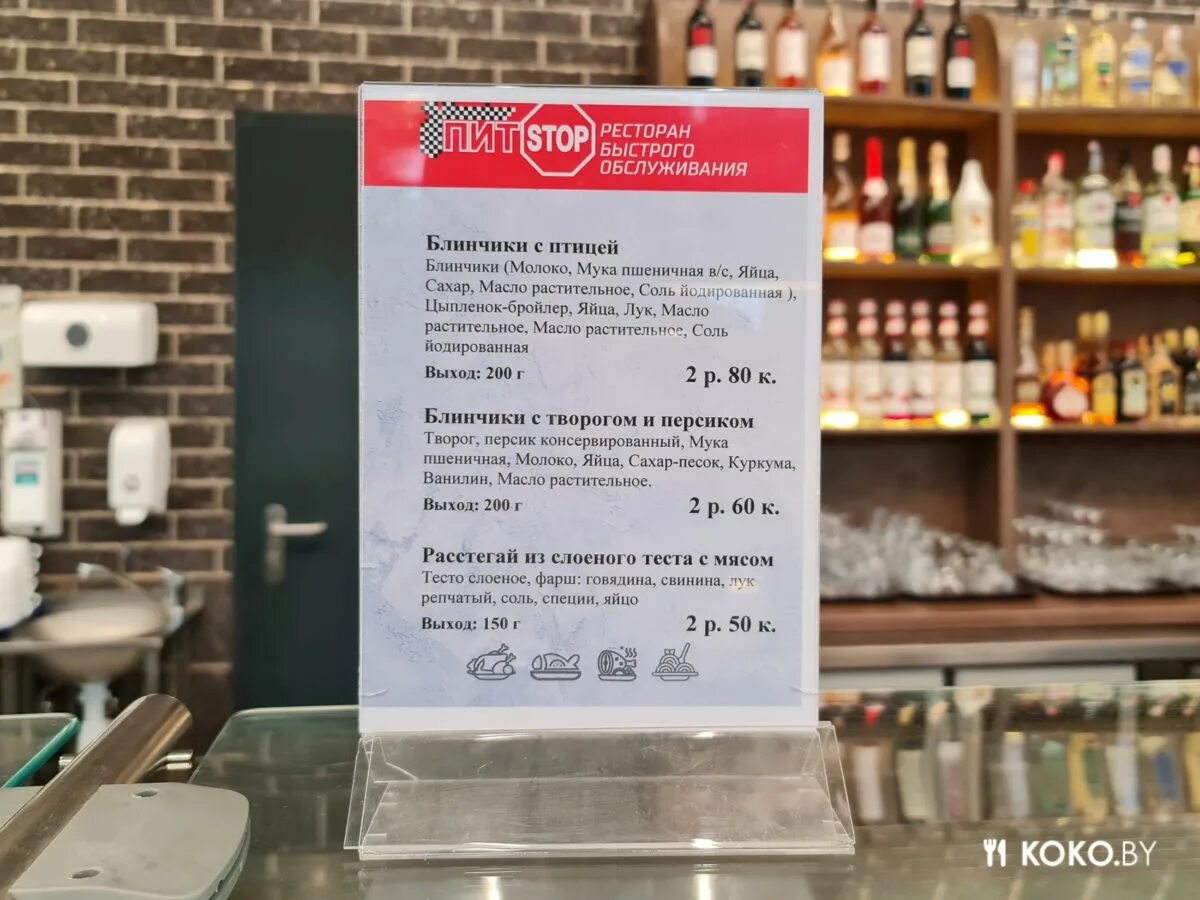 ПИТ STOP
РЕСТОРАН
БЫСТРОГО
ОБСЛУЖИВАНИЯ
Блинчики с птицей
Блинчики (Молоко, Мука пшеничная в/с, Яйца,
Сахар, Масло растительное, Соль йодированная ),
Цыпленок-бройлер, Яйца, Лук, Масло
растительное, Масло растительное, Соль
йодированная
Выход: 200 г 2 р. 80 к.
Блинчики с творогом и персиком
Творог, персик консервированный, Мука
пшеничная, Молоко, Яйца, Сахар-песок, Куркума,
Ванилин, Масло растительное.
Выход: 200 г 2 р. 60 к.
Расстегай из слоеного теста с мясом
Тесто слоеное, фарш: говядина, свинина, лук
репчатый, соль, специи, яйцо
Выход: 150 г 2 р. 50 к.
KOKO.BY